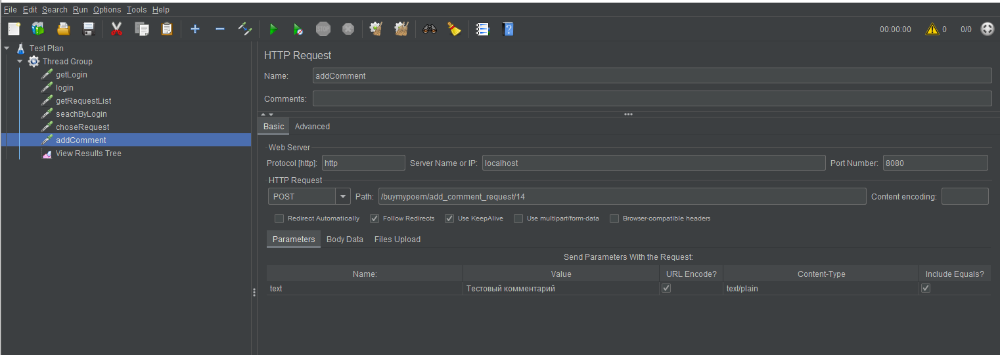 File Edit Search Run Options Tools Help
STOP 00:00:00 0 0/0
Test Plan
Thread Group
getLogin
login
getRequestList
seachByLogin
choseRequest
addComment
View Results Tree
HTTP Request
Name: addComment
Comments:
Basic Advanced
Web Server
Protocol [http]: http Server Name or IP: localhost Port Number: 8080
HTTP Request
POST Path: /buymypoem/add_comment_request/14 Content encoding:
Redirect Automatically Follow Redirects Use KeepAlive Use multipart/form-data Browser-compatible headers
Parameters Body Data Files Upload
Send Parameters With the Request:
Name: Value URL Encode? Content-Type Include Equals?
text Тестовый комментарий text/plain